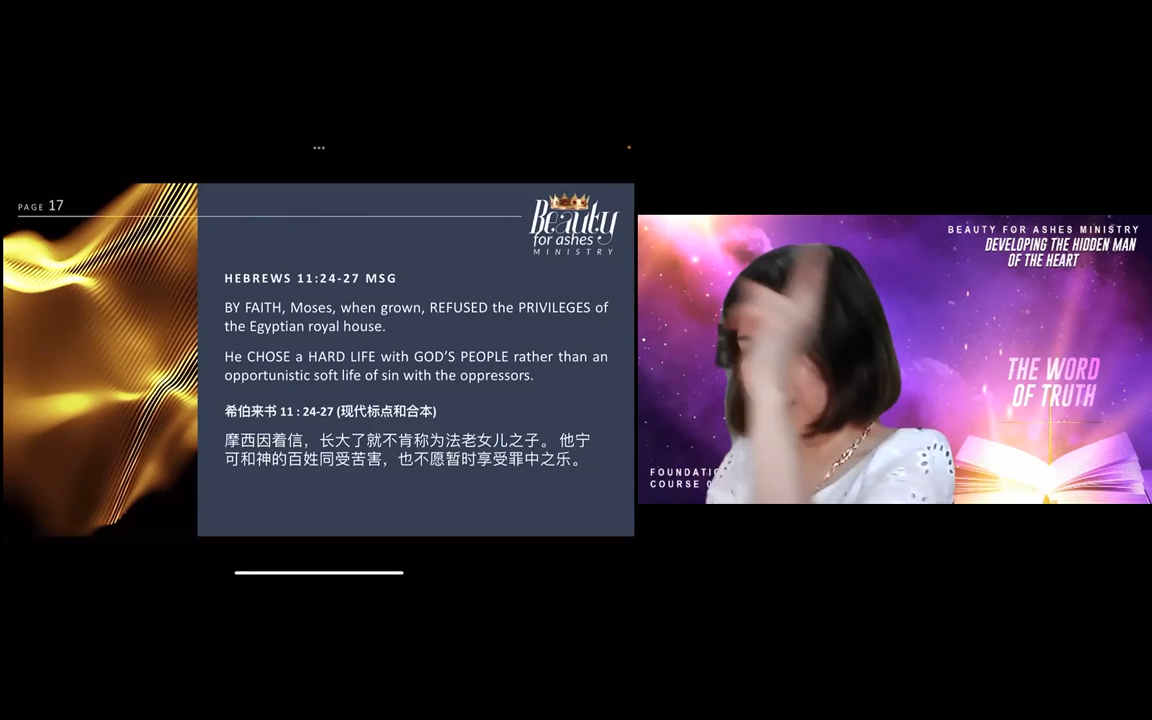 PAGE 17
Beauty
for ashes
MINISTRY
HEBREWS 11:24-27 MSG
BY FAITH, Moses, when grown, REFUSED the PRIVILEGES of
the Egyptian royal house.
He CHOSE a HARD LIFE with GOD'S PEOPLE rather than an
opportunistic soft life of sin with the oppressors.
希伯来书 11 : 24-27 (现代标点和合本)
摩西因着信，长大了就不肯称为法老女儿之子。 他宁
可和神的百姓同受苦害，也不愿暂时享受罪中之乐。
BEAUTY FOR ASHES MINISTRY
DEVELOPING THE HIDDEN MAN
OF THE HEART
THE WORD
OF TRUTH
COURSE